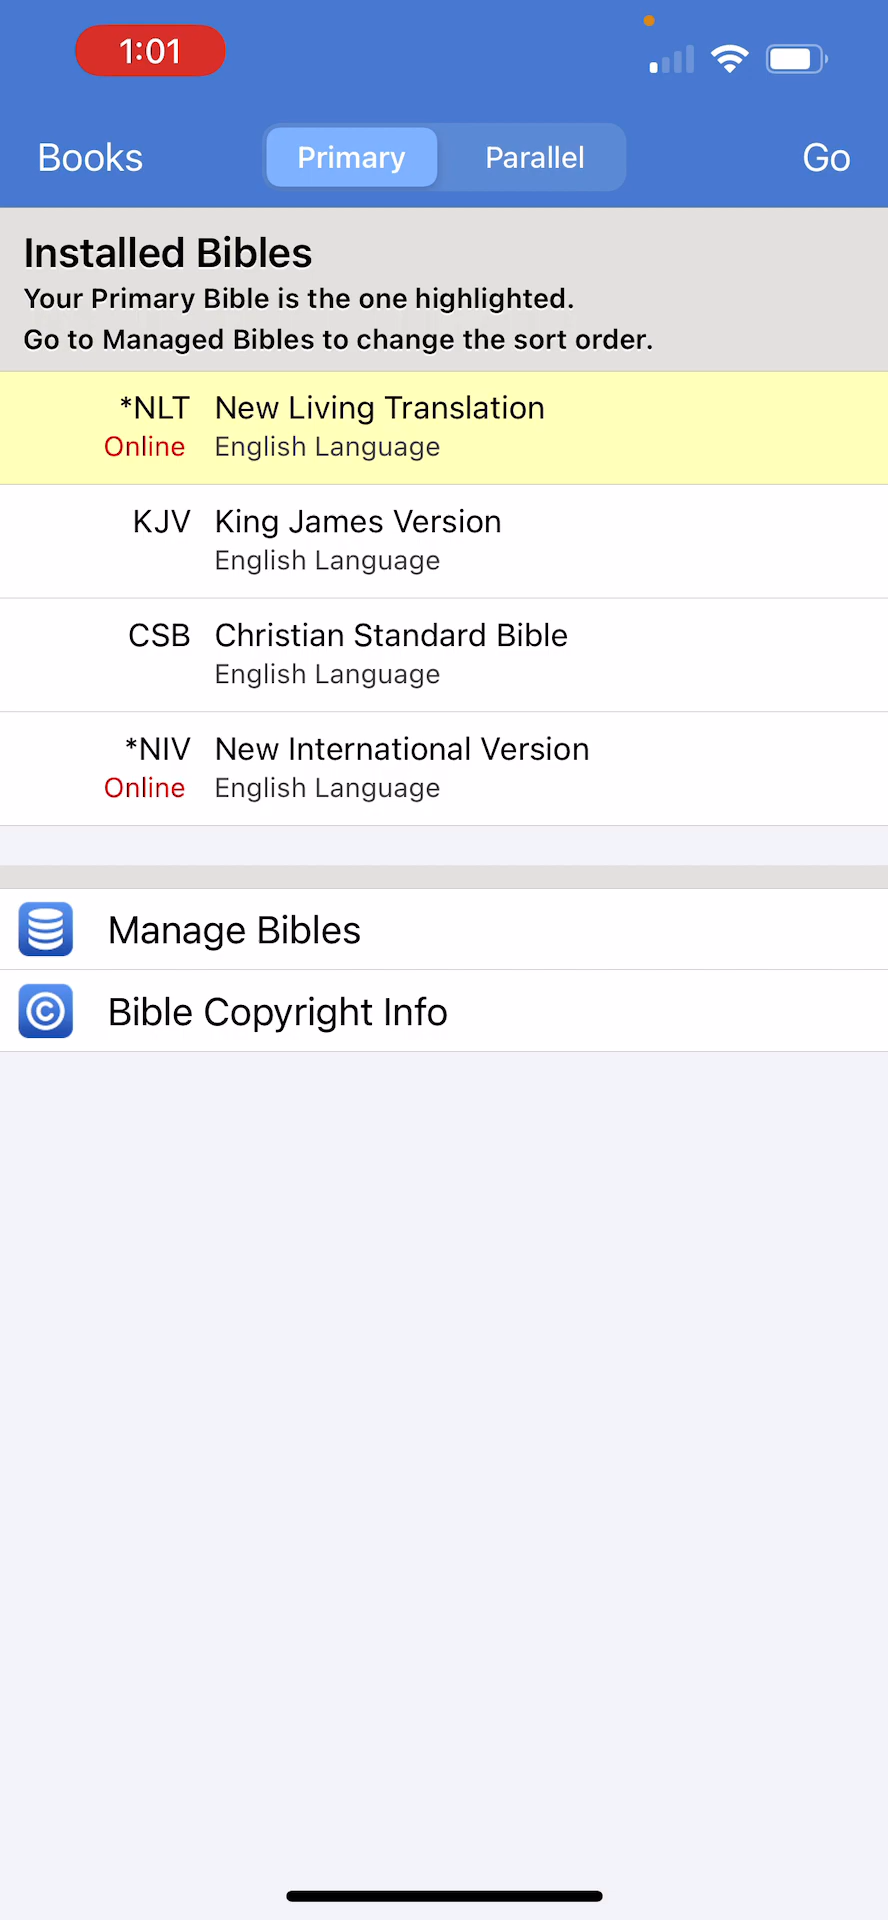 1:01
Books Primary Parallel Go
Installed Bibles
Your Primary Bible is the one highlighted.
Go to Managed Bibles to change the sort order.
*NLT New Living Translation
Online English Language
KJV King James Version
English Language
CSB Christian Standard Bible
English Language
*NIV New International Version
Online English Language
Manage Bibles
© Bible Copyright Info